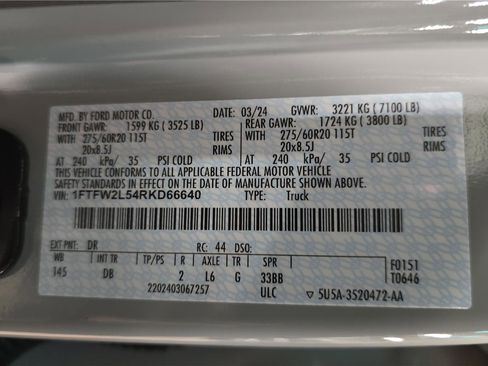 MFD. BY FORD MOTOR CO. 03/24 GVWR: 3221 KG (7100 LB)
FRONT GAWR: 1599 KG (3525 LB) REAR GAWR: 1724 KG (3800 LB)
WITH 275/60R20 115T TIRES WITH 275/60R20 115T TIRES
20x8.5J RIMS 20x8.5J RIMS
AT 240 kPa/ 35 PSI COLD AT 240 kPa/ 35 PSI COLD
THIS VEHICLE CONFORMS TO ALL APPLICABLE FEDERAL MOTOR VEHICLE
SAFETY AND THEFT PREVENTION STANDARDS IN EFFECT ON THE DATE OF MANUFACTURE SHOWN ABOVE.
VIN: 1FTFW2L54RKD66640 TYPE: Truck
EXT PNT: DR RC: 44 DSO:
WB INT TR TP/PS R AXLE TR SPR F0151
145 DB 2 L6 G 33BB T0646
2202403067257 ULC 5U5A-3520472-AA